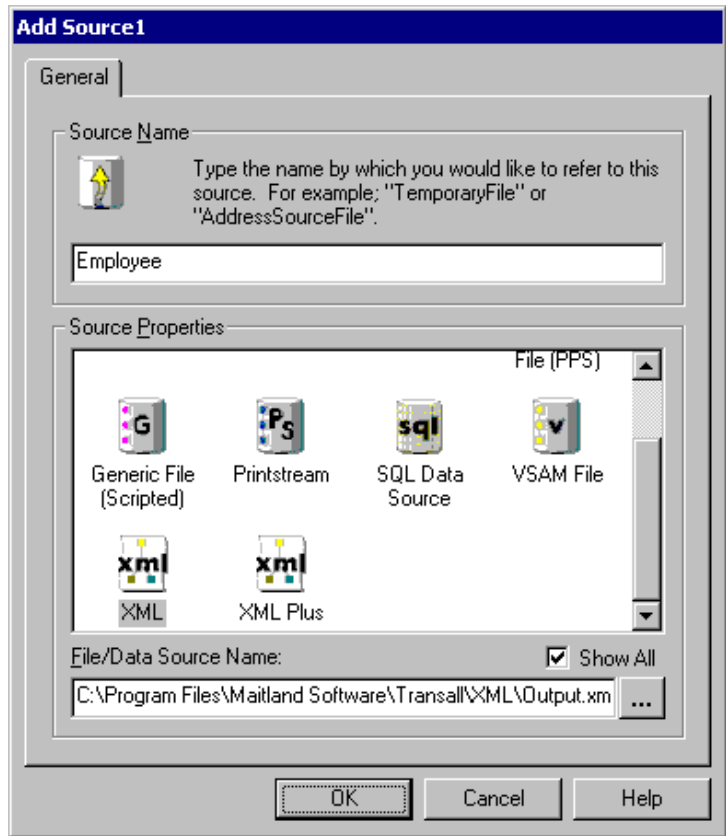 Add Source1
General
Source Name
Type the name by which you would like to refer to this
source. For example; "TemporaryFile" or
"AddressSourceFile".
Employee
Source Properties
File (PPS)
G
Ps
sql
v
Generic File
(Scripted)
Printstream
SQL Data
Source
VSAM File
xml
xml
XML
XML Plus
File/Data Source Name:
Show All
C:\Program Files\Maitland Software\Transall\XML\Output.xm
...
OK
Cancel
Help